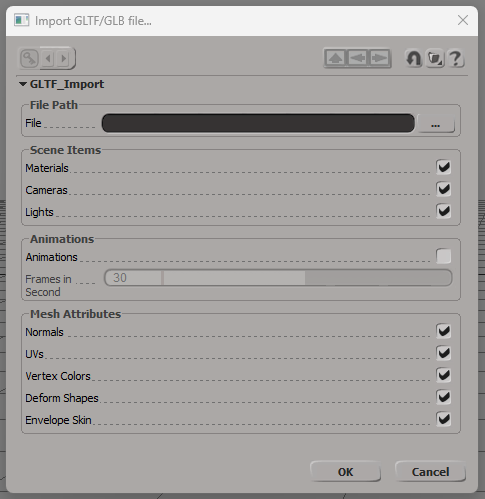 Import GLTF/GLB file...
?
GLTF_Import
File Path
File
...
Scene Items
Materials
Cameras
Lights
Animations
Animations
Frames in
Second
30
Mesh Attributes
Normals
UVs
Vertex Colors
Deform Shapes
Envelope Skin
OK
Cancel